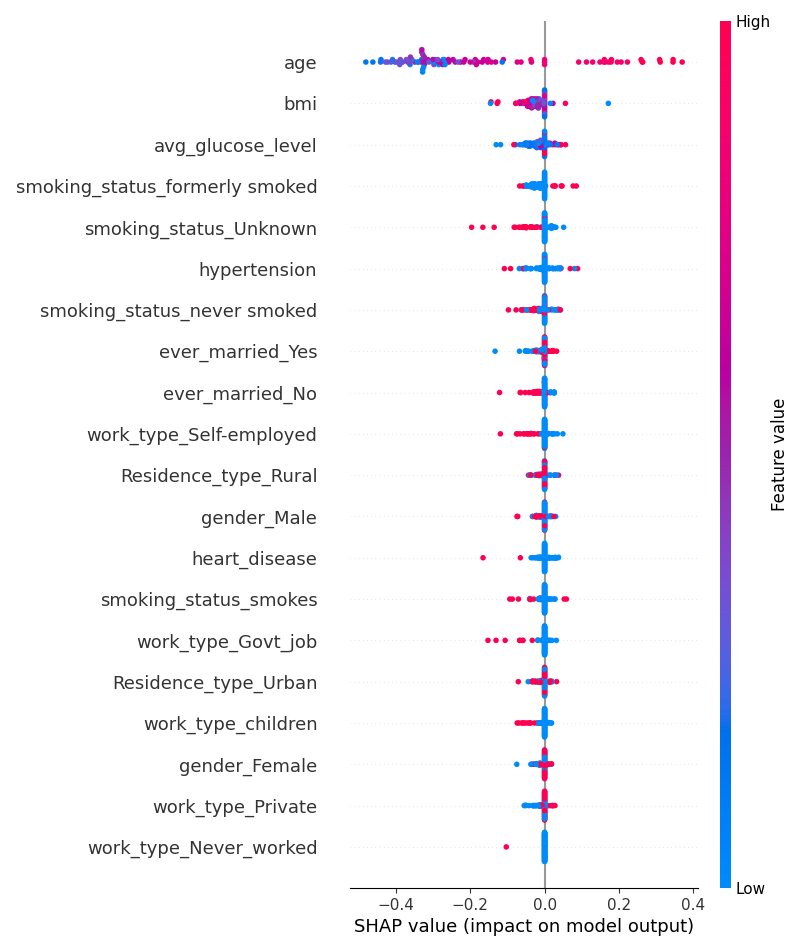 High
age
bmi
avg_glucose_level
smoking_status_formerly smoked
smoking_status_Unknown
hypertension
smoking_status_never smoked
ever_married_Yes
ever_married_No
work_type_Self-employed
Residence_type_Rural
gender_Male
heart_disease
smoking_status_smokes
work_type_Govt_job
Residence_type_Urban
work_type_children
gender_Female
work_type_Private
work_type_Never_worked
Feature value
Low
−0.4 −0.2 0.0 0.2 0.4
SHAP value (impact on model output)